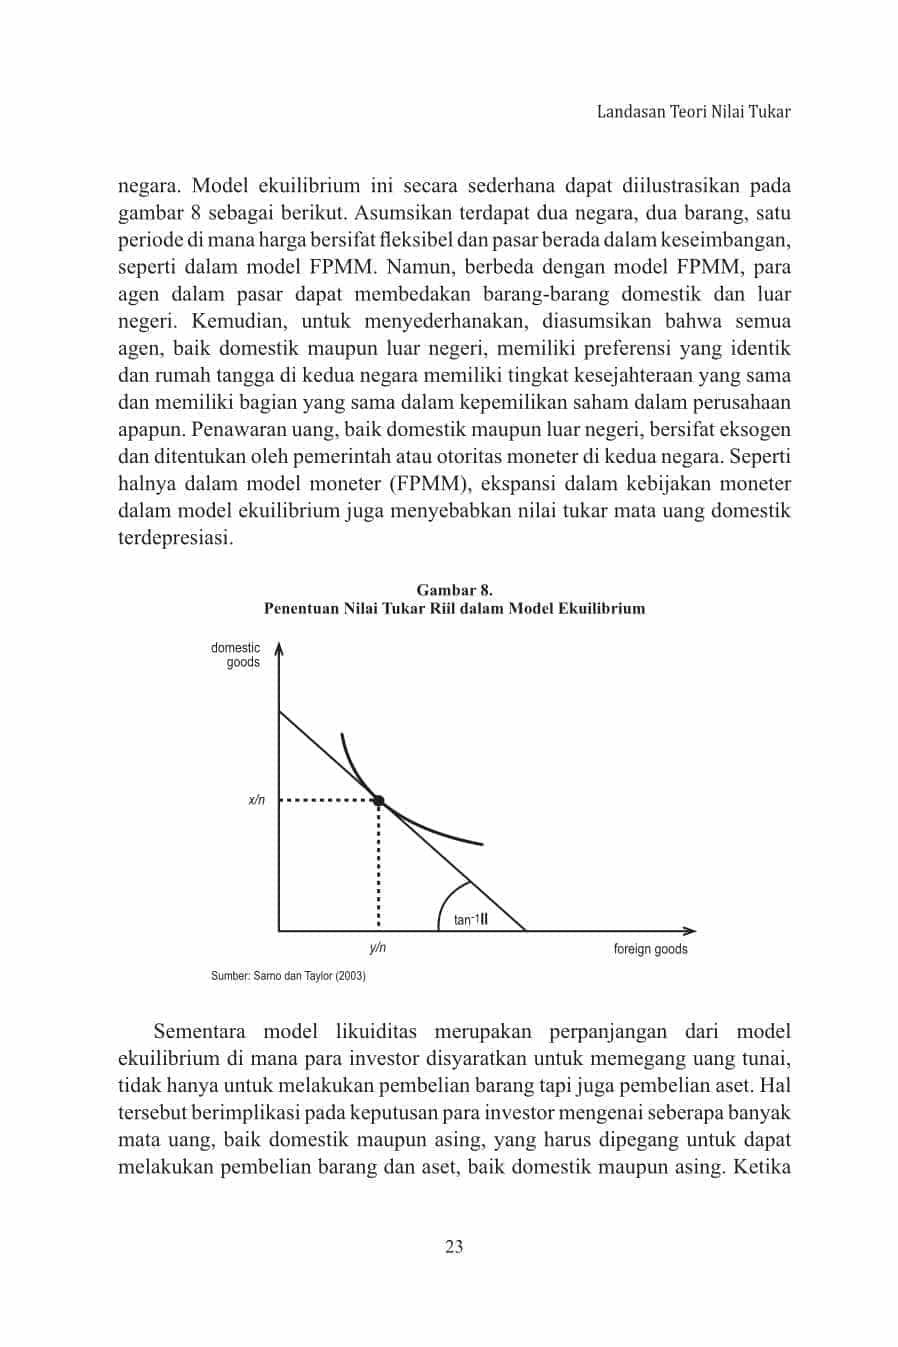 Landasan Teori Nilai Tukar
negara. Model ekuilibrium ini secara sederhana dapat diilustrasikan pada
gambar 8 sebagai berikut. Asumsikan terdapat dua negara, dua barang, satu
periode di mana harga bersifat fleksibel dan pasar berada dalam keseimbangan,
seperti dalam model FPMM. Namun, berbeda dengan model FPMM, para
agen dalam pasar dapat membedakan barang-barang domestik dan luar
negeri. Kemudian, untuk menyederhanakan, diasumsikan bahwa semua
agen, baik domestik maupun luar negeri, memiliki preferensi yang identik
dan rumah tangga di kedua negara memiliki tingkat kesejahteraan yang sama
dan memiliki bagian yang sama dalam kepemilikan saham dalam perusahaan
apapun. Penawaran uang, baik domestik maupun luar negeri, bersifat eksogen
dan ditentukan oleh pemerintah atau otoritas moneter di kedua negara. Seperti
halnya dalam model moneter (FPMM), ekspansi dalam kebijakan moneter
dalam model ekuilibrium juga menyebabkan nilai tukar mata uang domestik
terdepresiasi.
Gambar 8.
Penentuan Nilai Tukar Riil dalam Model Ekuilibrium
domestic
goods
x/n
tan-1II
y/n
foreign goods
Sumber: Sarno dan Taylor (2003)
Sementara model likuiditas merupakan perpanjangan dari model
ekuilibrium di mana para investor disyaratkan untuk memegang uang tunai,
tidak hanya untuk melakukan pembelian barang tapi juga pembelian aset. Hal
tersebut berimplikasi pada keputusan para investor mengenai seberapa banyak
mata uang, baik domestik maupun asing, yang harus dipegang untuk dapat
melakukan pembelian barang dan aset, baik domestik maupun asing. Ketika
23